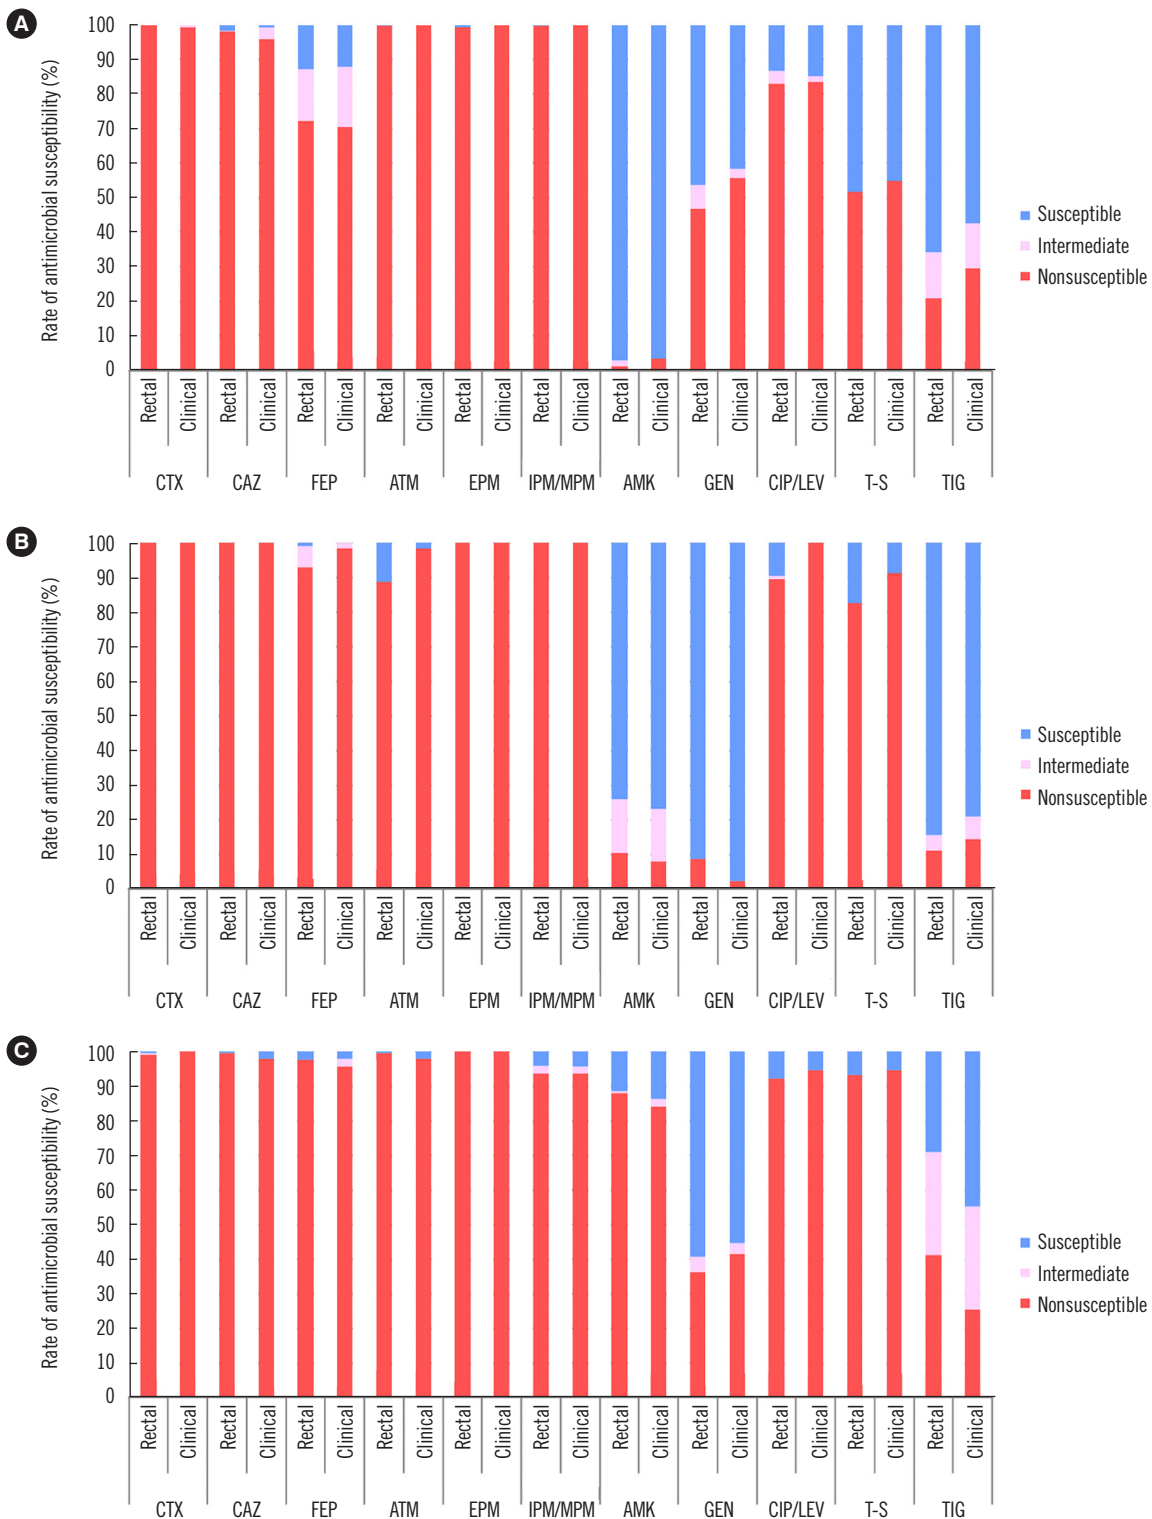 A
Rate of antimicrobial susceptibility (%)
100
90
80
70
60
50
40
30
20
10
0
Rectal Clinical Rectal Clinical Rectal Clinical Rectal Clinical Rectal Clinical Rectal Clinical Rectal Clinical Rectal Clinical Rectal Clinical Rectal Clinical Rectal Clinical
CTX CAZ FEP ATM EPM IPM/MPM AMK GEN CIP/LEV T-S TIG
Susceptible
Intermediate
Nonsusceptible
B
Rate of antimicrobial susceptibility (%)
100
90
80
70
60
50
40
30
20
10
0
Rectal Clinical Rectal Clinical Rectal Clinical Rectal Clinical Rectal Clinical Rectal Clinical Rectal Clinical Rectal Clinical Rectal Clinical Rectal Clinical Rectal Clinical
CTX CAZ FEP ATM EPM IPM/MPM AMK GEN CIP/LEV T-S TIG
Susceptible
Intermediate
Nonsusceptible
C
Rate of antimicrobial susceptibility (%)
100
90
80
70
60
50
40
30
20
10
0
Rectal Clinical Rectal Clinical Rectal Clinical Rectal Clinical Rectal Clinical Rectal Clinical Rectal Clinical Rectal Clinical Rectal Clinical Rectal Clinical Rectal Clinical
CTX CAZ FEP ATM EPM IPM/MPM AMK GEN CIP/LEV T-S TIG
Susceptible
Intermediate
Nonsusceptible